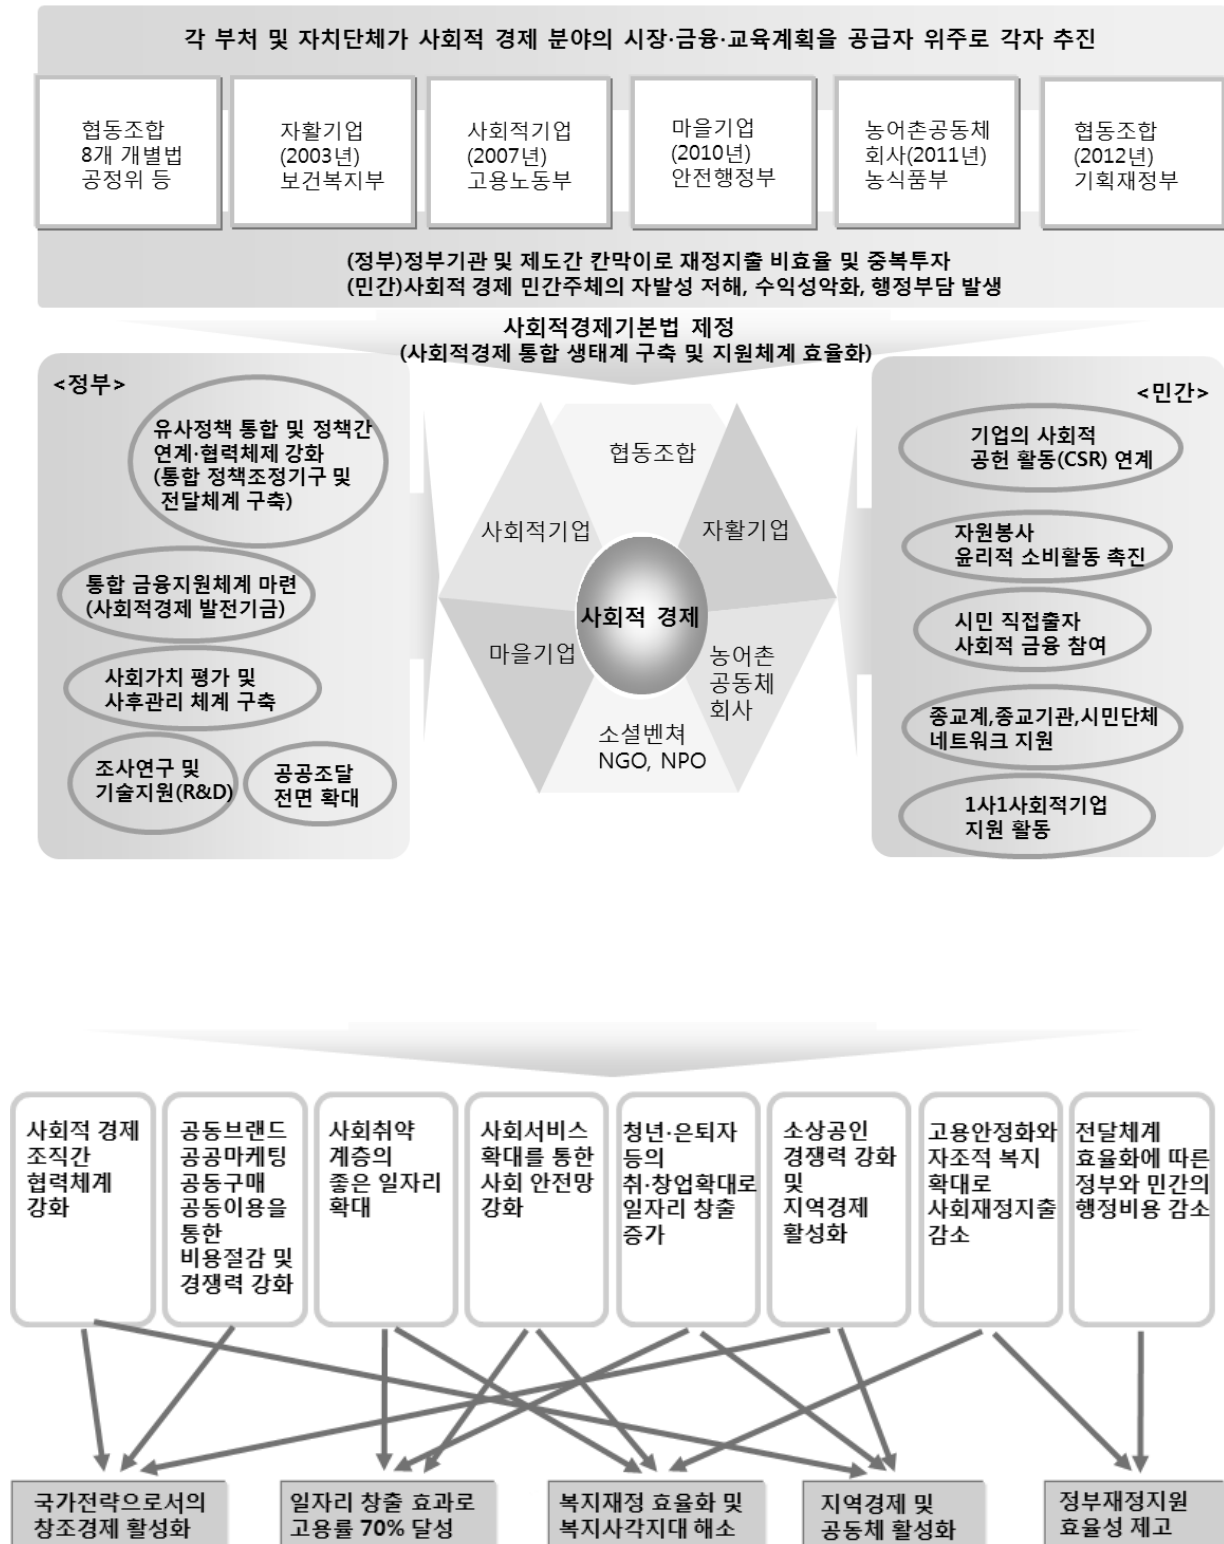 각 부처 및 자치단체가 사회적 경제 분야의 시장·금융·교육계획을 공급자 위주로 각자 추진
협동조합
8개 개별법
공정위 등
자활기업
(2003년)
보건복지부
사회적기업
(2007년)
고용노동부
마을기업
(2010년)
안전행정부
농어촌공동체
회사(2011년)
농식품부
협동조합
(2012년)
기획재정부
(정부)정부기관 및 제도간 칸막이로 재정지출 비효율 및 중복투자
(민간)사회적 경제 민간주체의 자발성 저해, 수익성악화, 행정부담 발생
사회적경제기본법 제정
(사회적경제 통합 생태계 구축 및 지원체계 효율화)
<정부>
유사정책 통합 및 정책간
연계·협력체제 강화
(통합 정책조정기구 및
전달체계 구축)
통합 금융지원체계 마련
(사회적경제 발전기금)
사회가치 평가 및
사후관리 체계 구축
조사연구 및
기술지원(R&D)
공공조달
전면 확대
협동조합
사회적기업
자활기업
사회적 경제
마을기업
농어촌
공동체
회사
소셜벤쳐
NGO, NPO
<민간>
기업의 사회적
공헌 활동(CSR) 연계
자원봉사
윤리적 소비활동 촉진
시민 직접출자
사회적 금융 참여
종교계,종교기관,시민단체
네트워크 지원
1사1사회적기업
지원 활동
사회적 경제
조직간
협력체계
강화
공동브랜드
공공마케팅
공동구매
공동이용을
통한
비용절감 및
경쟁력 강화
사회취약
계층의
좋은 일자리
확대
사회서비스
확대를 통한
사회 안전망
강화
청년·은퇴자
등의
취·창업확대로
일자리 창출
증가
소상공인
경쟁력 강화
및
지역경제
활성화
고용안정화와
자조적 복지
확대로
사회재정지출
감소
전달체계
효율화에 따른
정부와 민간의
행정비용 감소
국가전략으로서의
창조경제 활성화
일자리 창출 효과로
고용률 70% 달성
복지재정 효율화 및
복지사각지대 해소
지역경제 및
공동체 활성화
정부재정지원
효율성 제고